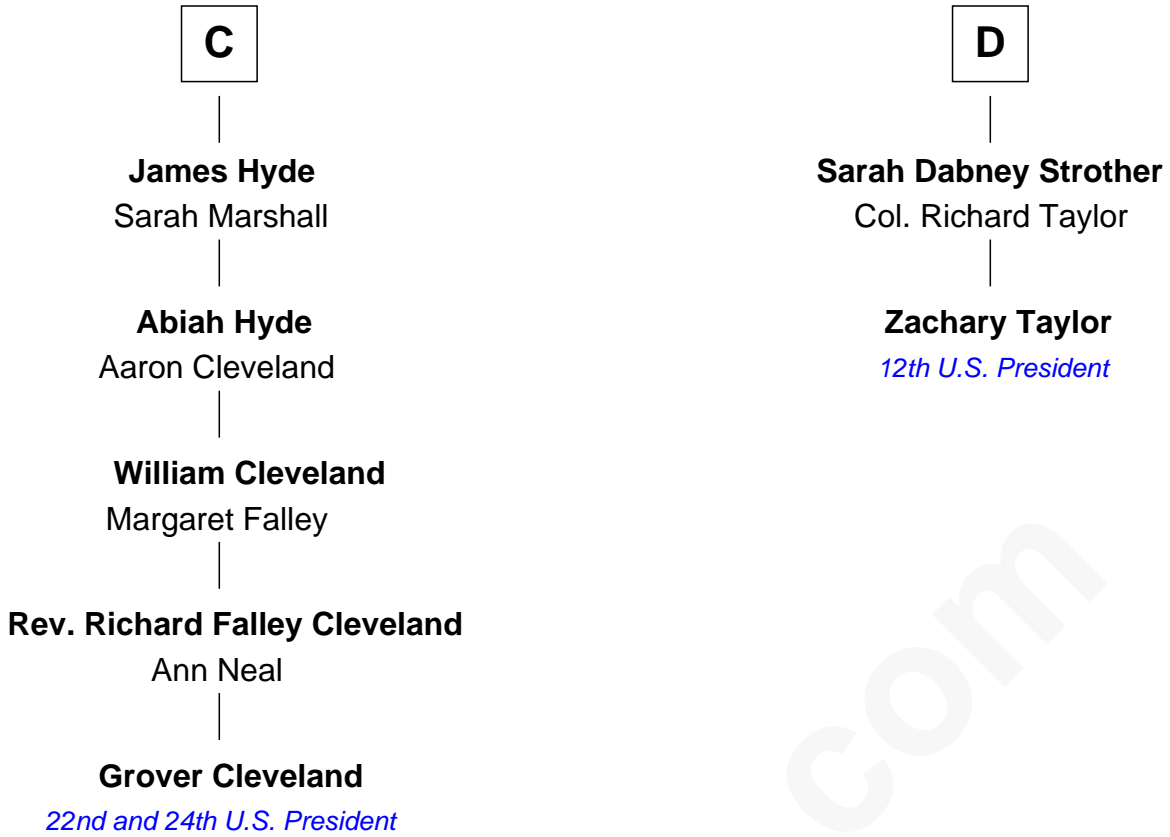 C
James Hyde
Sarah Marshall
Abiah Hyde
Aaron Cleveland
William Cleveland
Margaret Falley
Rev. Richard Falley Cleveland
Ann Neal
Grover Cleveland
22nd and 24th U.S. President
D
Sarah Dabney Strother
Col. Richard Taylor
Zachary Taylor
12th U.S. President
com